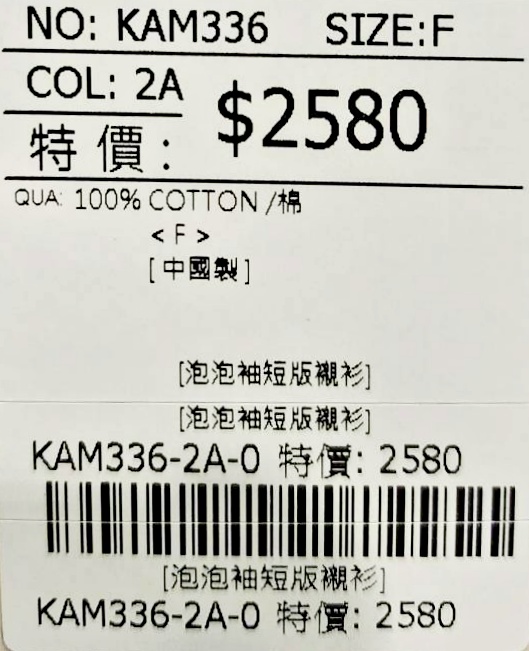 NO: KAM336 SIZE:F
COL: 2A
$2580
特價:
QUA: 100% COTTON /棉
< F >
[中國製]
[泡泡袖短版襯衫]
[泡泡袖短版襯衫]
KAM336-2A-0 特價: 2580
[泡泡袖短版襯衫]
KAM336-2A-0 特價: 2580